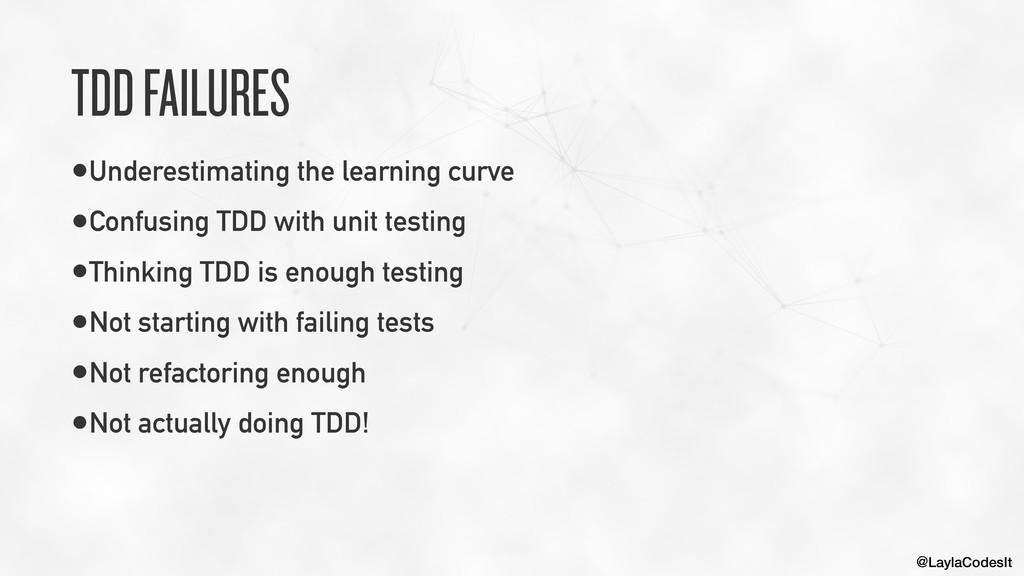 TDD FAILURES
•Underestimating the learning curve
•Confusing TDD with unit testing
•Thinking TDD is enough testing
•Not starting with failing tests
•Not refactoring enough
•Not actually doing TDD!
@LaylaCodesIt